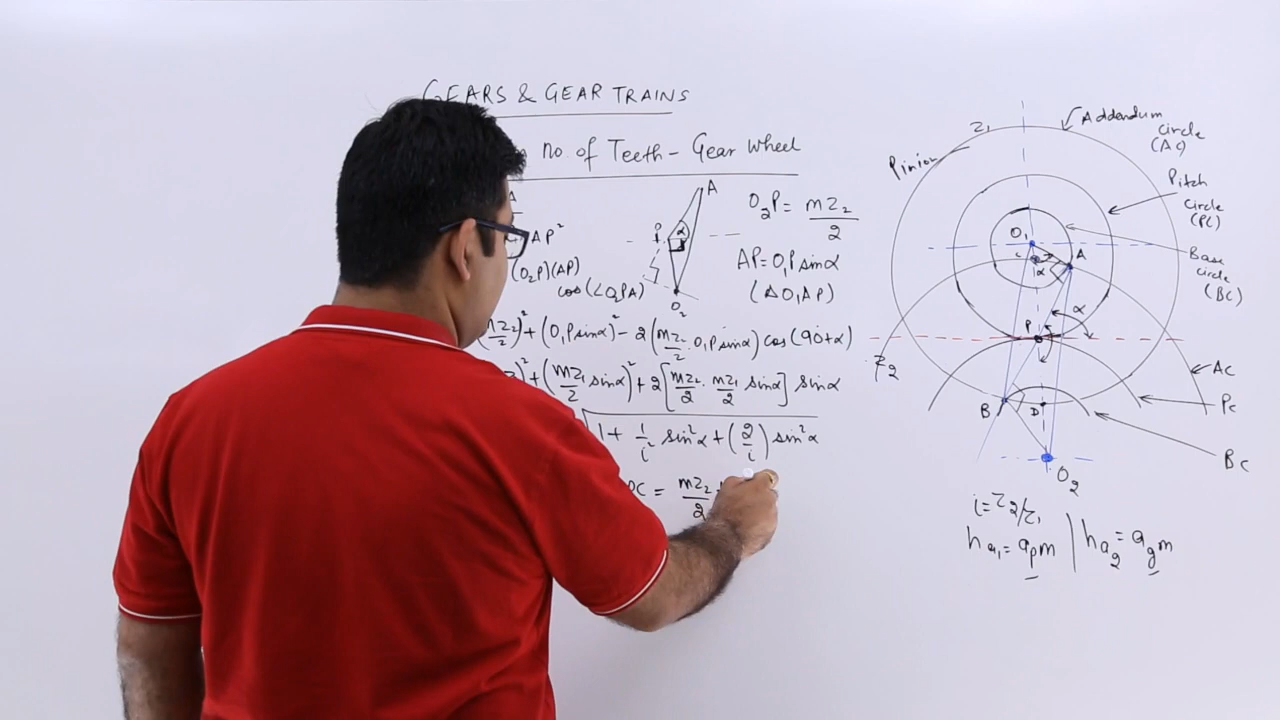 GEARS & GEAR TRAINS
no. of Teeth - Gear Wheel
A
AP²
(O₂P)(AP)
cos(∠O₂PA)
A
P
α
O₂
O₂P = mZ₂/2
AP = O₁P sinα
(ΔO₁AP)
mZ₂/2)² + (O₁P sinα)² - 2(mZ₂/2 · O₁P sinα) cos(90+α)
)² + (mZ₁/2 sinα)² + 2[mZ₂/2 · mZ₁/2 sinα] sinα
√1 + 1/i² sin²α + (2/i) sin²α
PC = mZ₂/2
Z₁
Addendum
Circle
(AC)
Pinion
Pitch
Circle
(PC)
Base
circle
(BC)
O₁
C
A
α
α
P
Z₂
AC
PC
B
D
BC
O₂
i = Z₂/Z₁
hₐ₁ = aₚm | hₐ₂ = a_g m